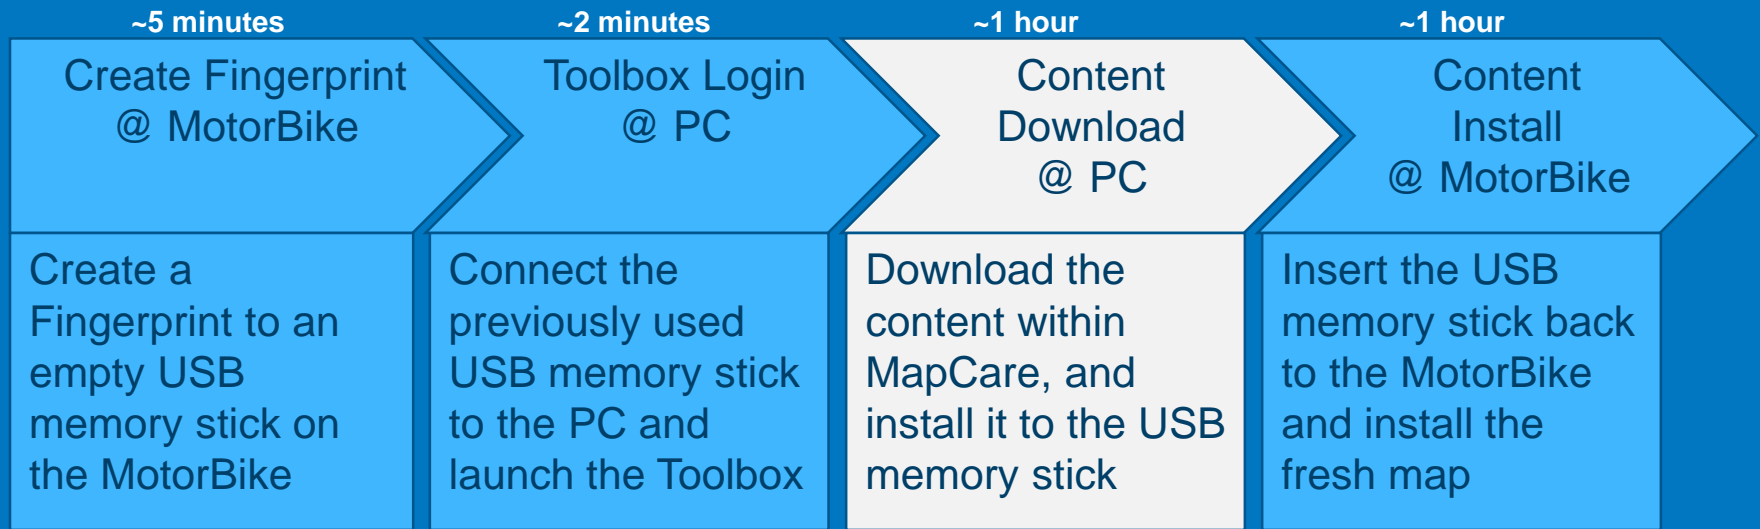 ~5 minutes
Create Fingerprint
@ MotorBike
Create a
Fingerprint to an
empty USB
memory stick on
the MotorBike
~2 minutes
Toolbox Login
@ PC
Connect the
previously used
USB memory stick
to the PC and
launch the Toolbox
~1 hour
Content
Download
@ PC
Download the
content within
MapCare, and
install it to the USB
memory stick
~1 hour
Content
Install
@ MotorBike
Insert the USB
memory stick back
to the MotorBike
and install the
fresh map